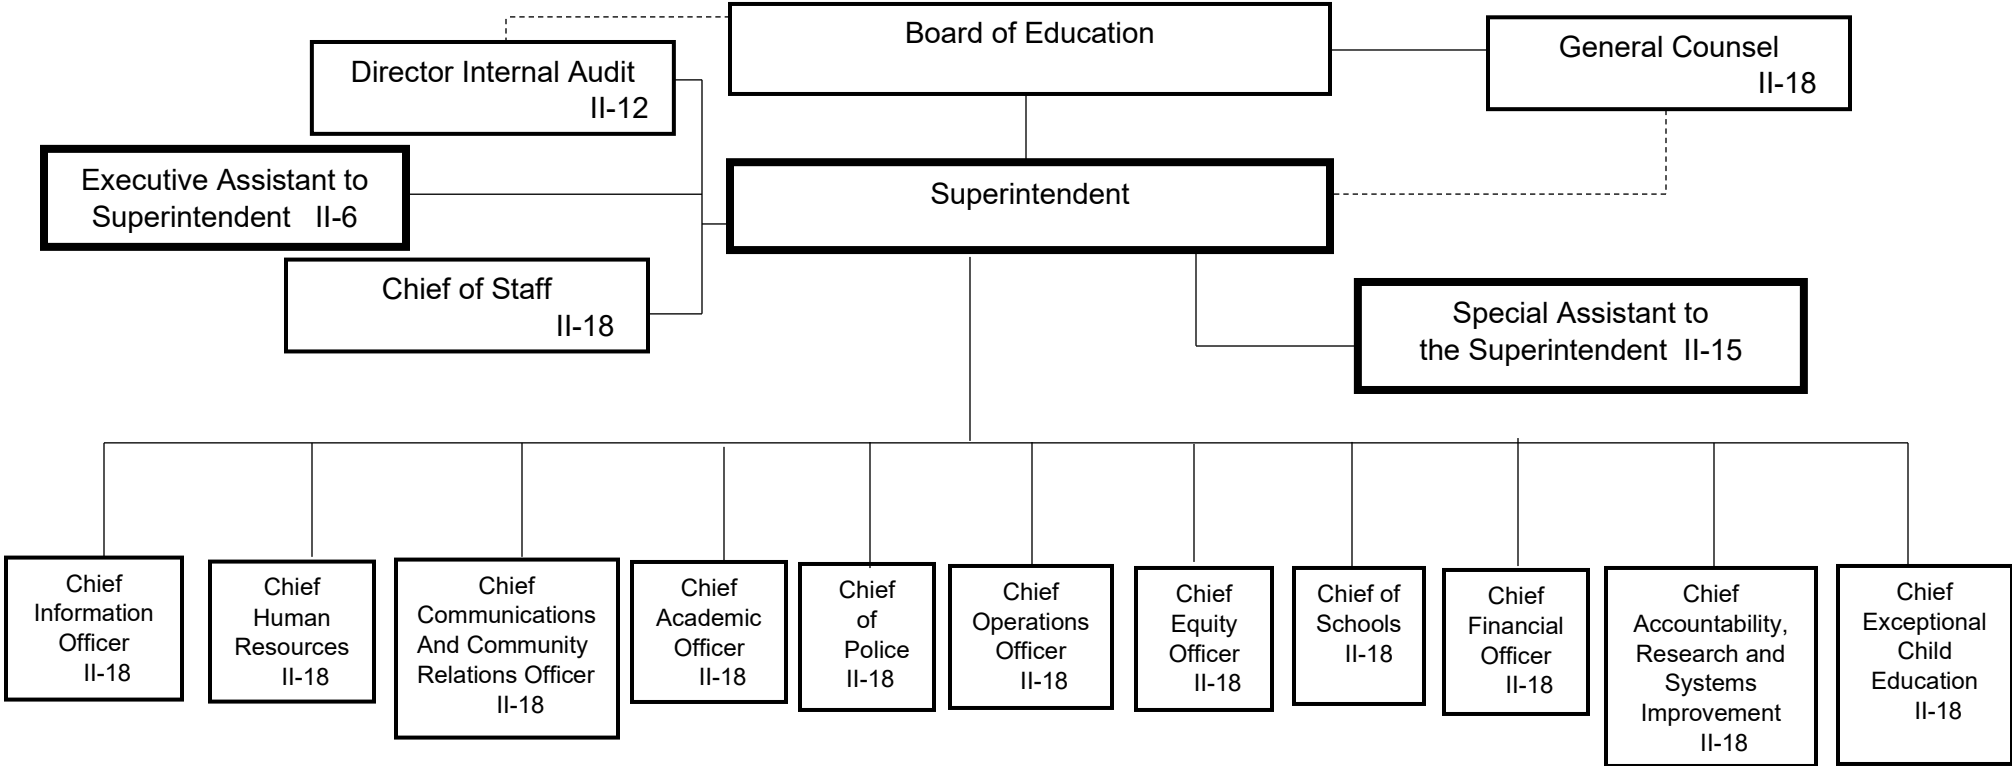 Board of Education
General Counsel
II-18
Director Internal Audit
II-12
Executive Assistant to
Superintendent II-6
Superintendent
Chief of Staff
II-18
Special Assistant to
the Superintendent II-15
Chief
Information
Officer
II-18
Chief
Human
Resources
II-18
Chief
Communications
And Community
Relations Officer
II-18
Chief
Academic
Officer
II-18
Chief
of
Police
II-18
Chief
Operations
Officer
II-18
Chief
Equity
Officer
II-18
Chief of
Schools
II-18
Chief
Financial
Officer
II-18
Chief
Accountability,
Research and
Systems
Improvement
II-18
Chief
Exceptional
Child
Education
II-18